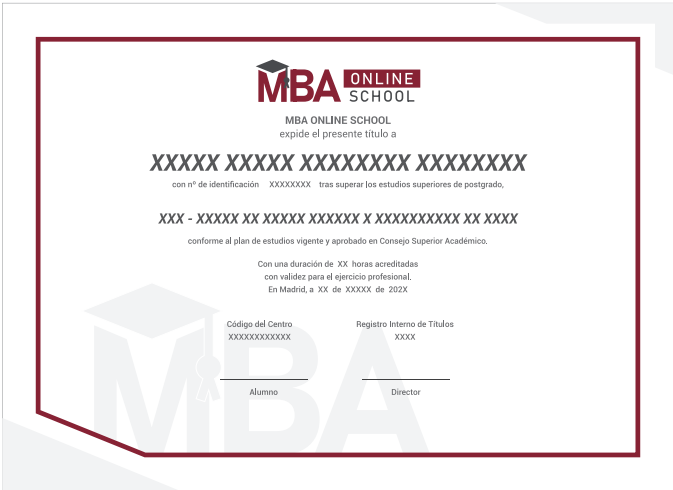 MBA ONLINE
SCHOOL
MBA ONLINE SCHOOL
expide el presente título a
XXXXX XXXXX XXXXXXXX XXXXXXXX
con nº de identificación XXXXXXXX tras superar los estudios superiores de postgrado,
XXX - XXXXX XX XXXXX XXXXXX X XXXXXXXXXX XX XXXX
conforme al plan de estudios vigente y aprobado en Consejo Superior Académico.
Con una duración de XX horas acreditadas
con validez para el ejercicio profesional.
En Madrid, a XX de XXXXX de 202X
Código del Centro Registro Interno de Títulos
XXXXXXXXXXXX XXXX
Alumno Director
MBA